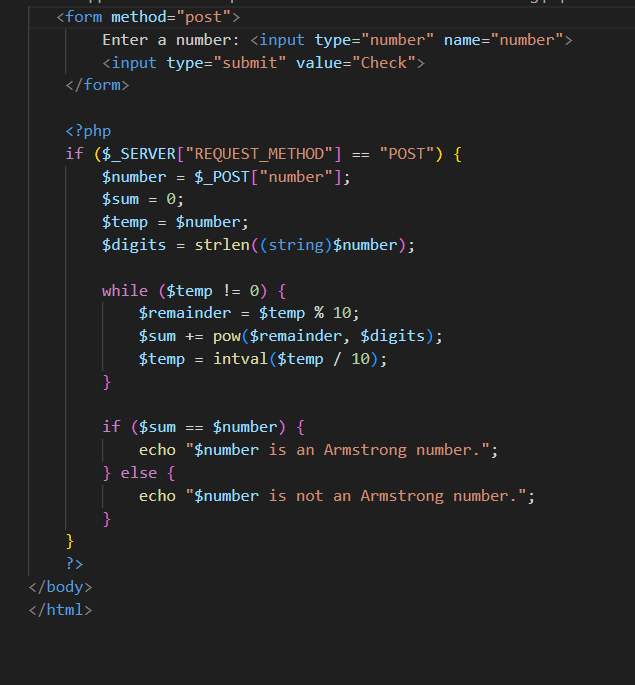 <form method="post">
Enter a number: <input type="number" name="number">
<input type="submit" value="Check">
</form>
<?php
if ($_SERVER["REQUEST_METHOD"] == "POST") {
$number = $_POST["number"];
$sum = 0;
$temp = $number;
$digits = strlen((string)$number);
while ($temp != 0) {
$remainder = $temp % 10;
$sum += pow($remainder, $digits);
$temp = intval($temp / 10);
}
if ($sum == $number) {
echo "$number is an Armstrong number.";
} else {
echo "$number is not an Armstrong number.";
}
}
?>
</body>
</html>